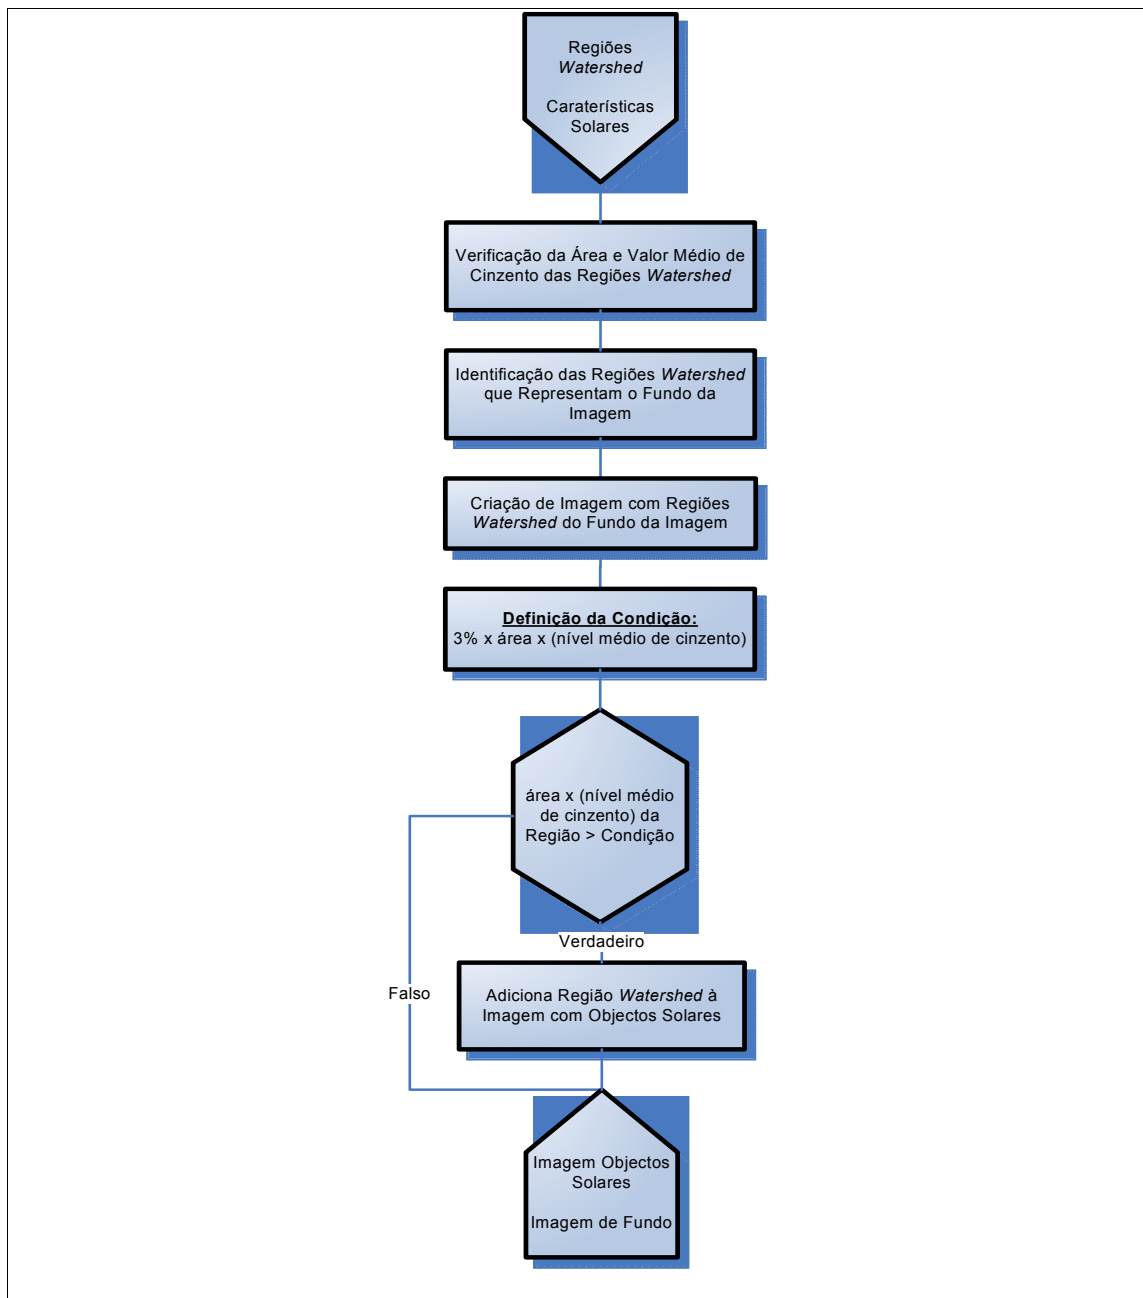 Regiões
Watershed
Caraterísticas
Solares
Verificação da Área e Valor Médio de
Cinzento das Regiões Watershed
Identificação das Regiões Watershed
que Representam o Fundo da
Imagem
Criação de Imagem com Regiões
Watershed do Fundo da Imagem
Definição da Condição:
3% x área x (nível médio de cinzento)
área x (nível médio
de cinzento) da
Região > Condição
Verdadeiro
Falso
Adiciona Região Watershed à
Imagem com Objectos Solares
Imagem Objectos
Solares
Imagem de Fundo